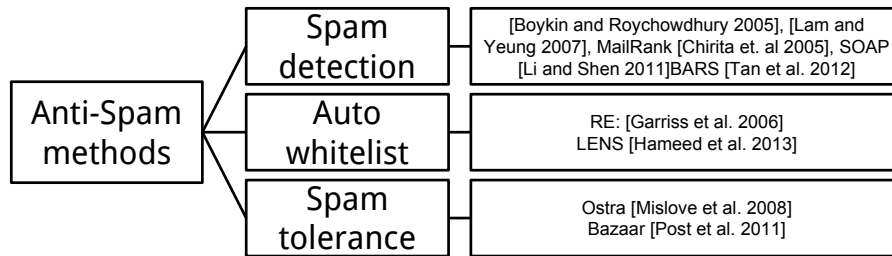 Anti-Spam
methods
Spam
detection
[Boykin and Roychowdhury 2005], [Lam and
Yeung 2007], MailRank [Chirita et. al 2005], SOAP
[Li and Shen 2011]BARS [Tan et al. 2012]
Auto
whitelist
RE: [Garriss et al. 2006]
LENS [Hameed et al. 2013]
Spam
tolerance
Ostra [Mislove et al. 2008]
Bazaar [Post et al. 2011]